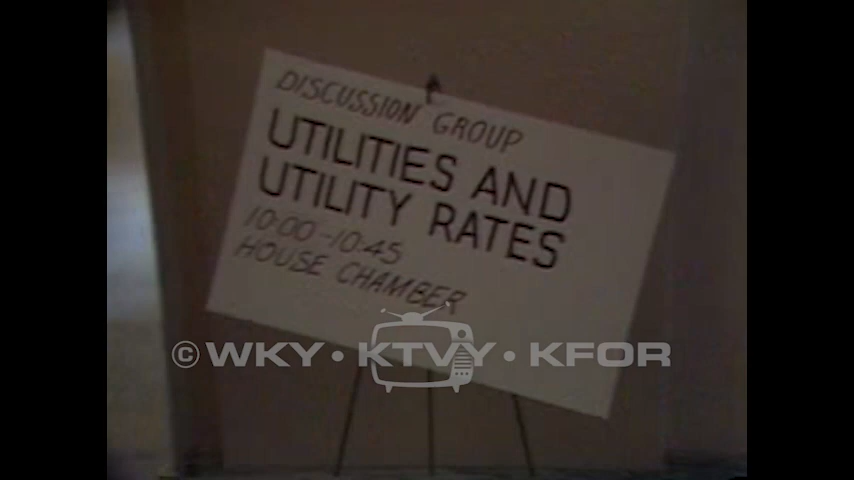 DISCUSSION GROUP
UTILITIES AND
UTILITY RATES
10:00-10:45
HOUSE CHAMBER
© WKY • KTVY • KFOR